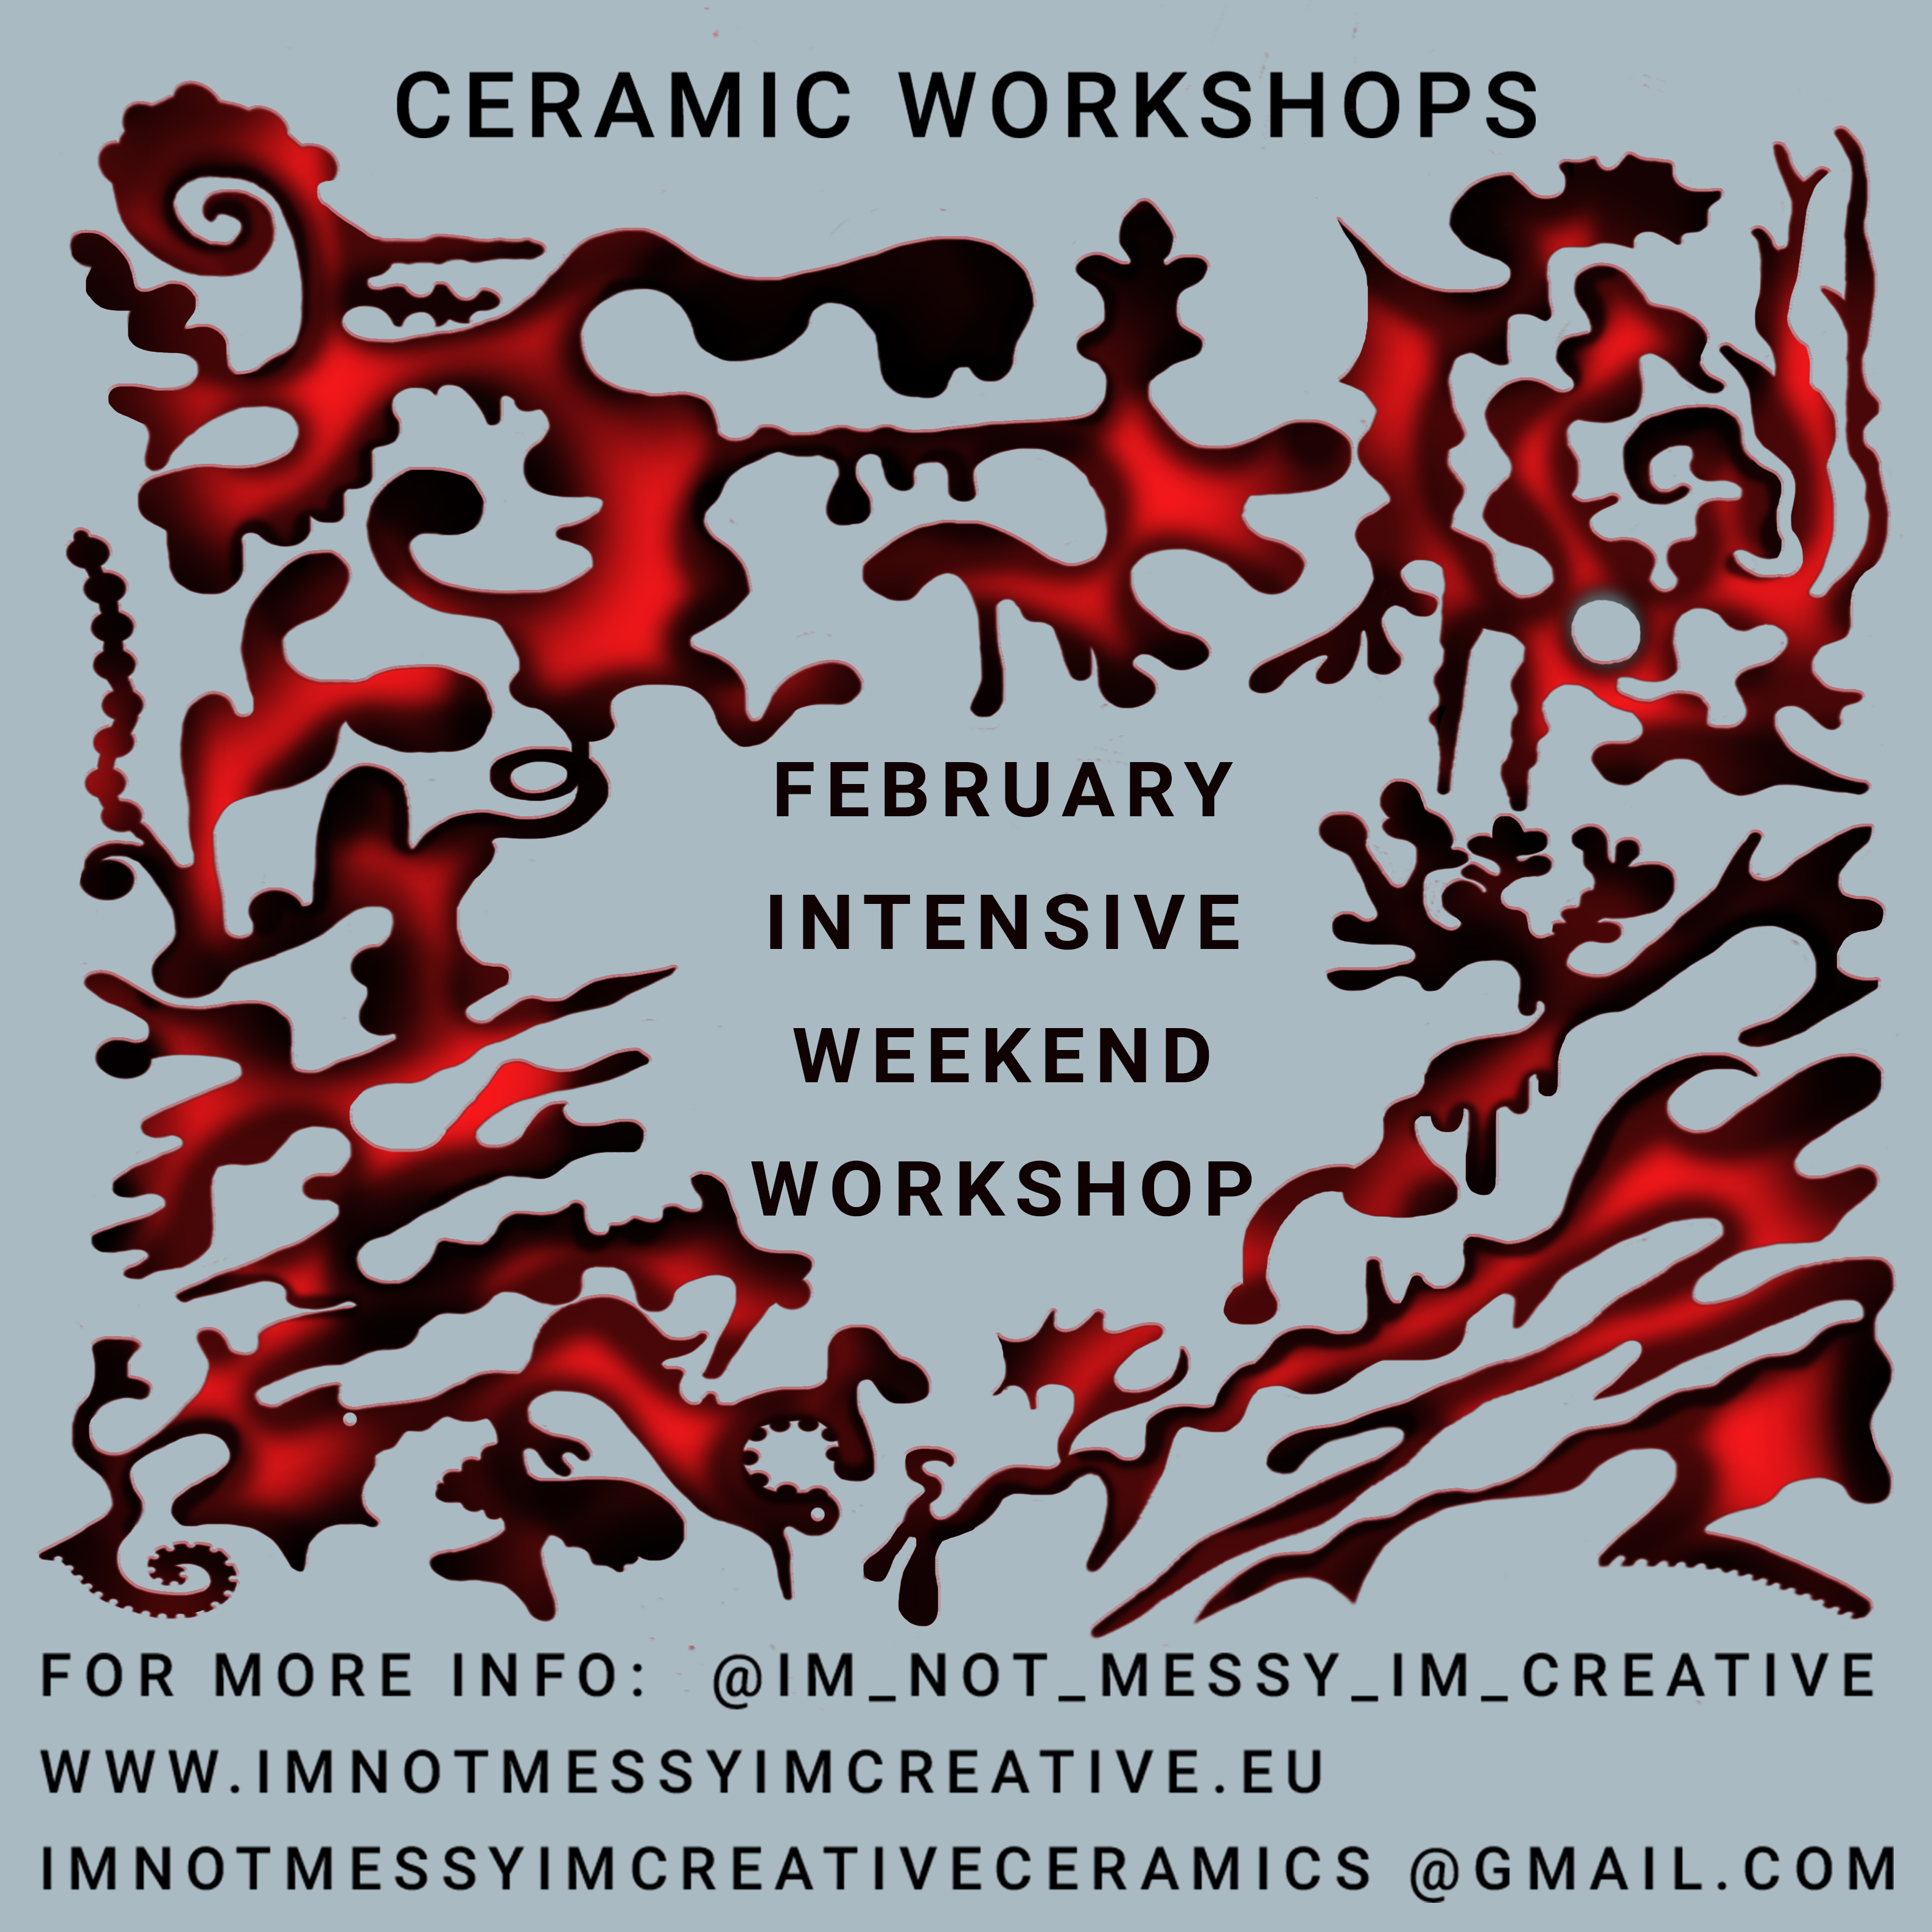 CERAMIC WORKSHOPS
FEBRUARY
INTENSIVE
WEEKEND
WORKSHOP
FOR MORE INFO: @IM_NOT_MESSY_IM_CREATIVE
WWW.IMNOTMESSYIMCREATIVE.EU
IMNOTMESSYIMCREATIVECERAMICS @GMAIL.COM